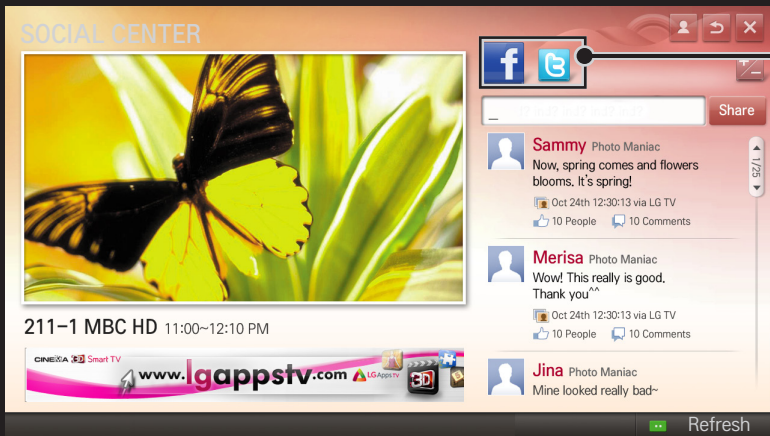 SOCIAL CENTER
f
t
+/-
_
Share
Sammy Photo Maniac
Now, spring comes and flowers
blooms. It's spring!
Oct 24th 12:30:13 via LG TV
10 People 10 Comments
1/25
Merisa Photo Maniac
Wow! This really is good.
Thank you^^
Oct 24th 12:30:13 via LG TV
10 People 10 Comments
Jina Photo Maniac
Mine looked really bad~
211-1 MBC HD 11:00~12:10 PM
CINEMA 3D Smart TV
www.lgappstv.com LG APPSTV 3D
Refresh